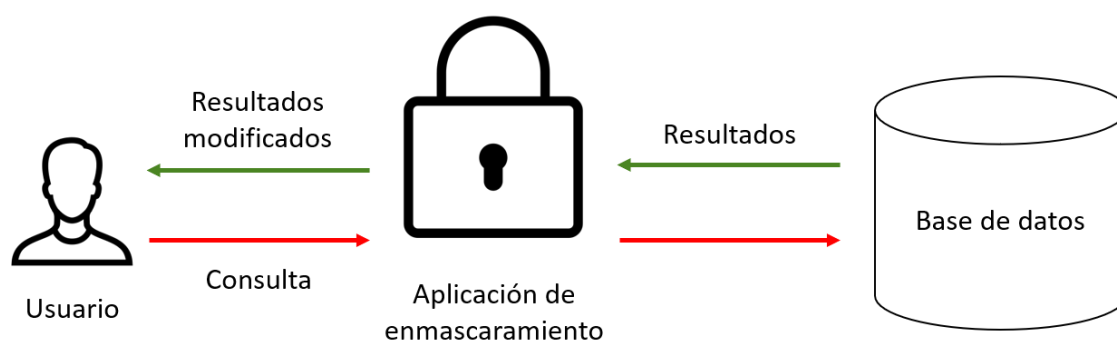 Resultados
modificados
Resultados
Base de datos
Consulta
Usuario
Aplicación de
enmascaramiento